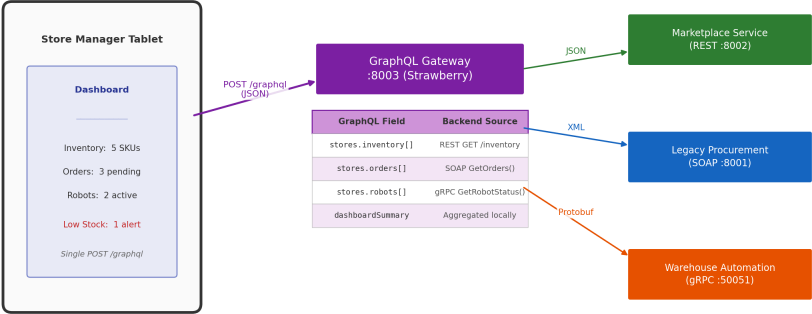 Store Manager Tablet
Dashboard
Inventory:  5 SKUs
Orders:  3 pending
Robots:  2 active
Low Stock:  1 alert
Single POST /graphql
POST /graphql
(JSON)
GraphQL Gateway
:8003 (Strawberry)
GraphQL Field Backend Source
stores.inventory[] REST GET /inventory
stores.orders[] SOAP GetOrders()
stores.robots[] gRPC GetRobotStatus()
dashboardSummary Aggregated locally
JSON
XML
Protobuf
Marketplace Service
(REST :8002)
Legacy Procurement
(SOAP :8001)
Warehouse Automation
(gRPC :50051)